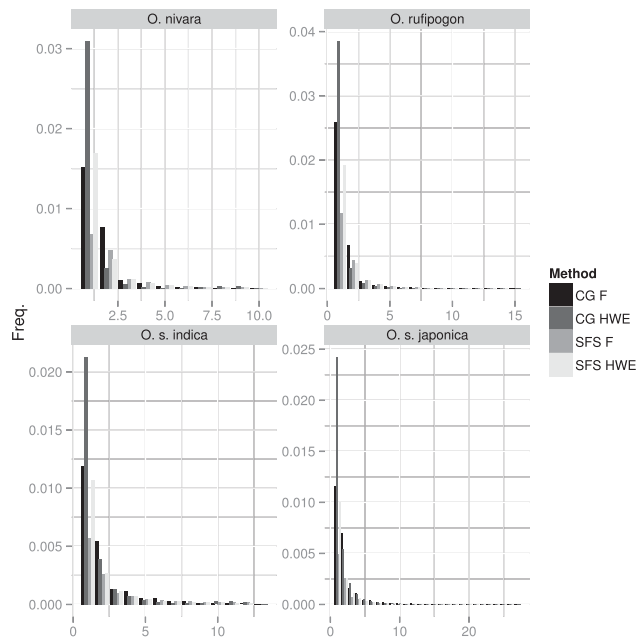 O. nivara
O. rufipogon
0.03
0.02
0.01
0.00
2.5 5.0 7.5 10.0
0.04
0.03
0.02
0.01
0.00
0 5 10 15
Freq.
O. s. indica
O. s. japonica
0.020
0.015
0.010
0.005
0.000
0 5 10
0.025
0.020
0.015
0.010
0.005
0.000
0 10 20
Method
CG F
CG HWE
SFS F
SFS HWE